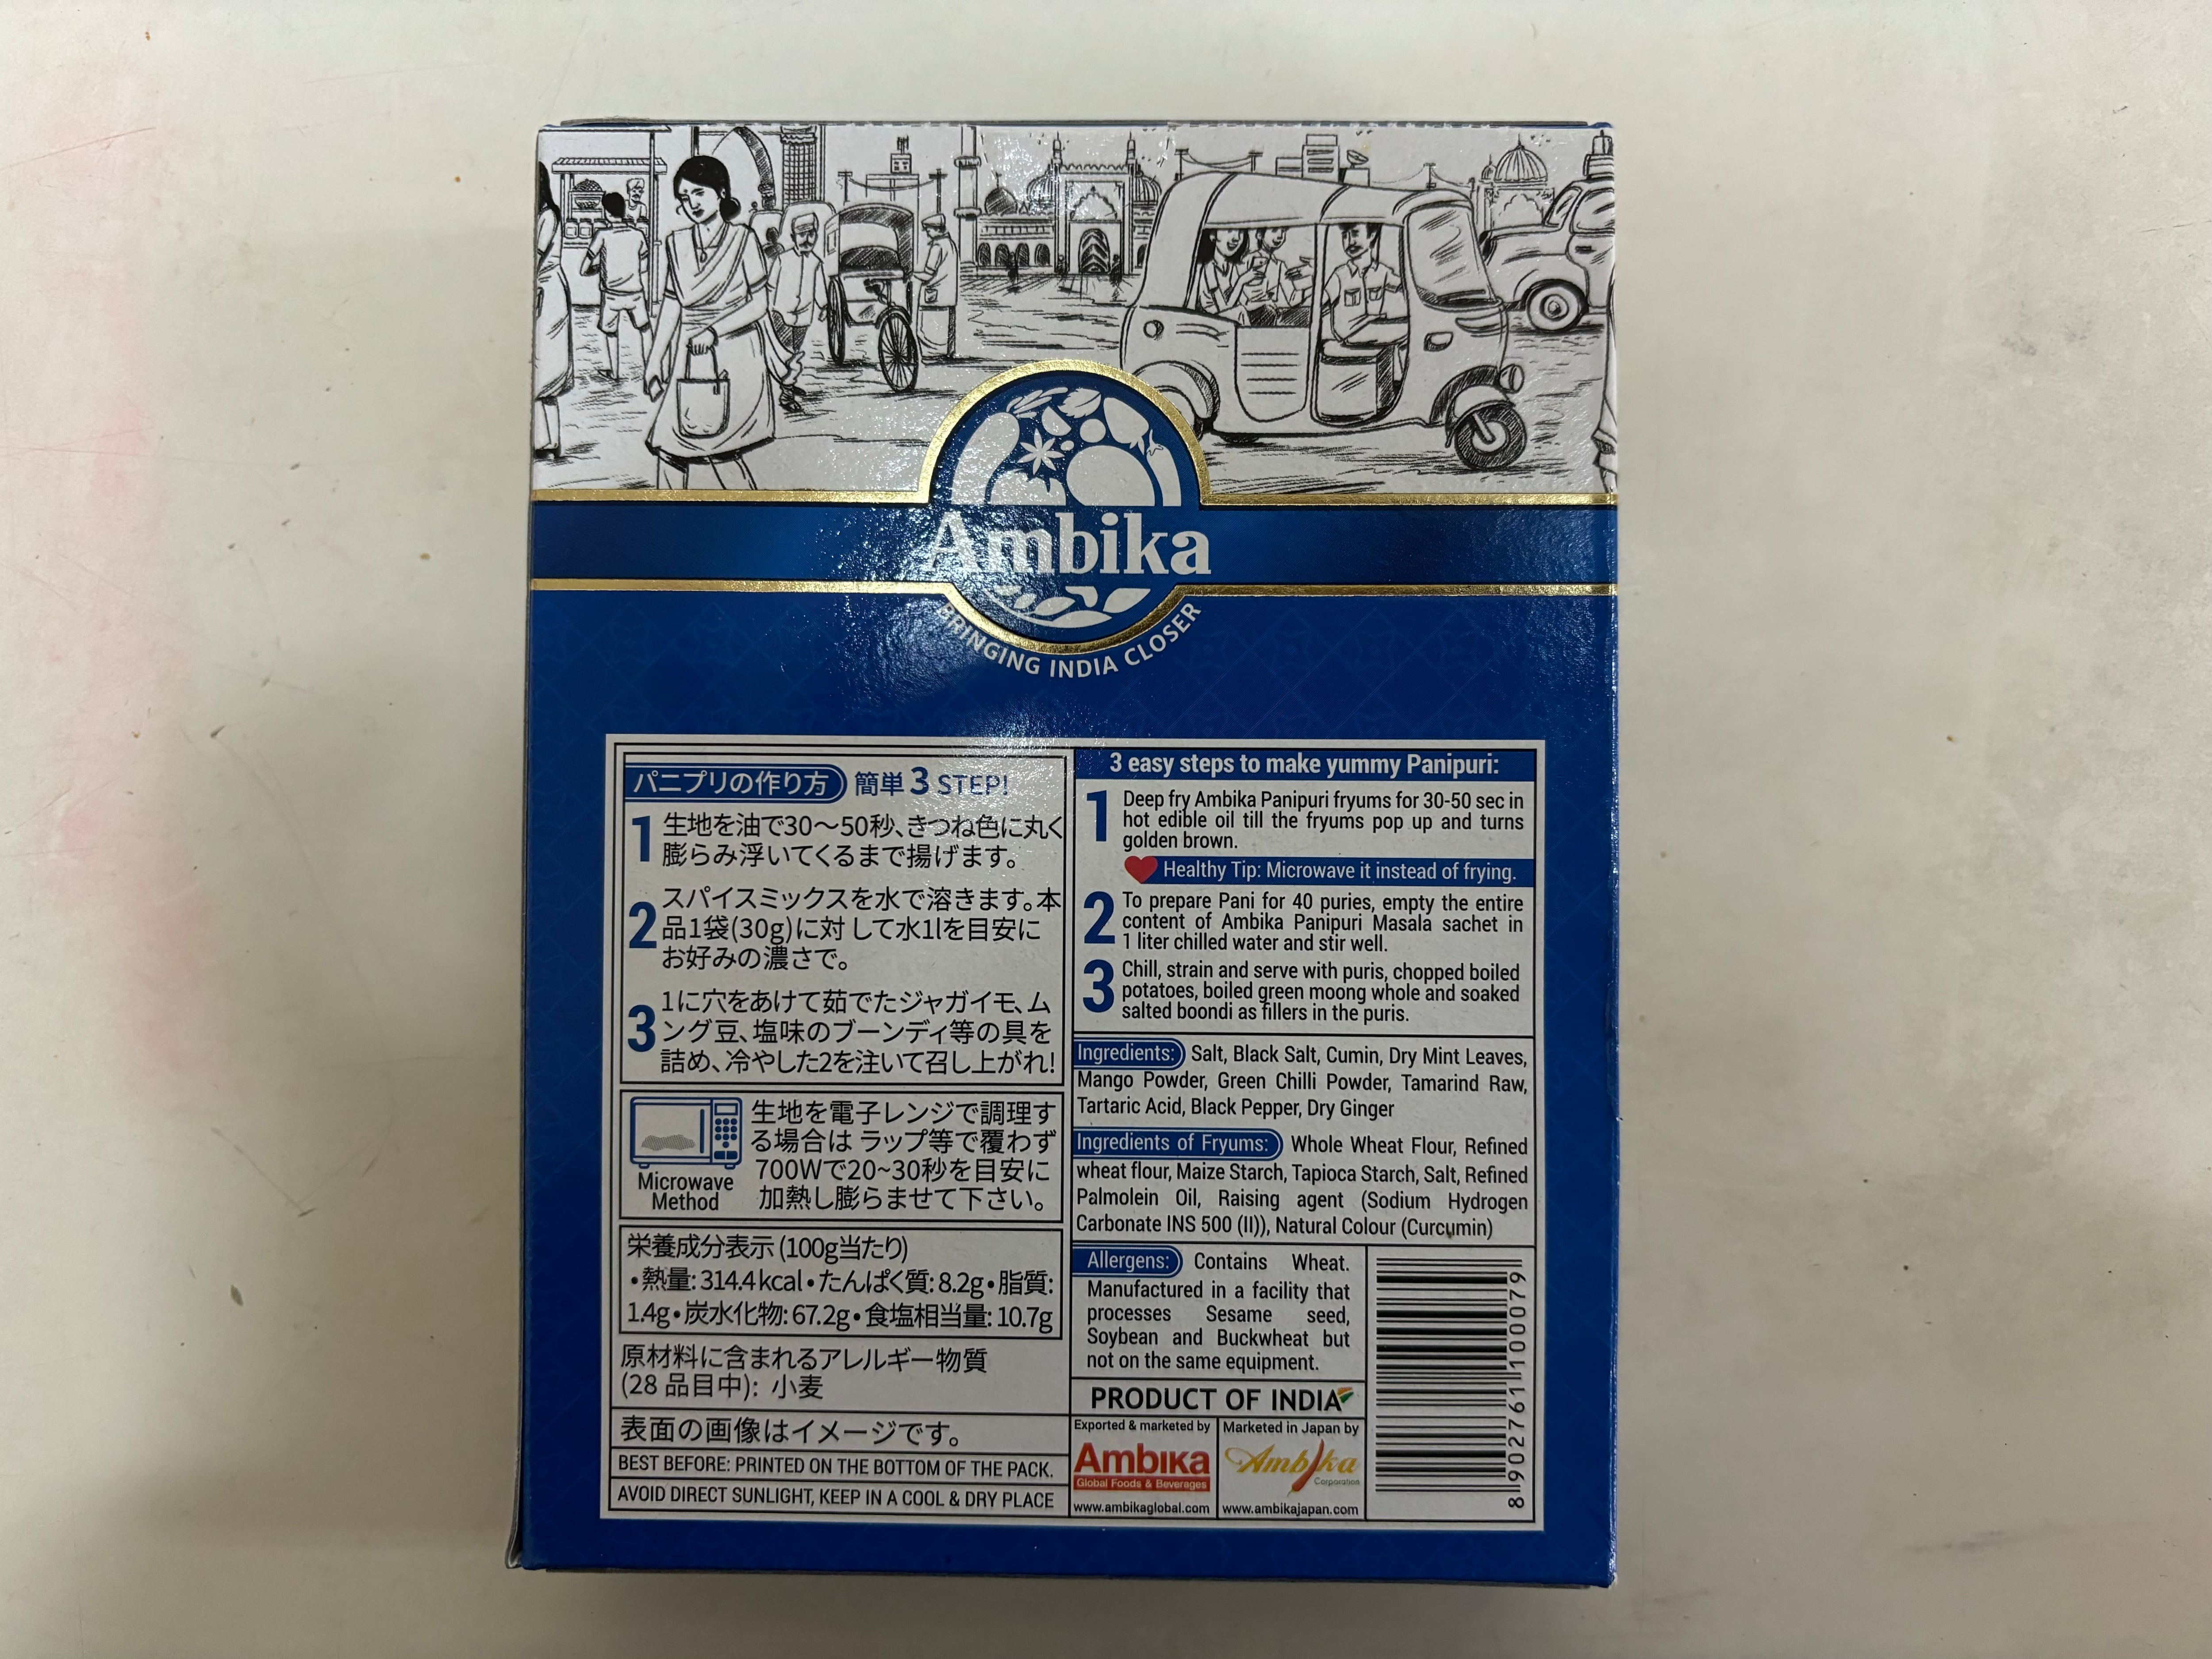 Ambika
BRINGING INDIA CLOSER
パニプリの作り方 簡単 3 STEP!
1 生地を油で30～50秒、きつね色に丸く
膨らみ浮いてくるまで揚げます。
2 スパイスミックスを水で溶きます。本
品1袋(30g)に対して水1lを目安に
お好みの濃さで。
3 1に穴をあけて茹でたジャガイモ、ム
ング豆、塩味のブーンディ等の具を
詰め、冷やした2を注いて召し上がれ!
Microwave
Method
生地を電子レンジで調理す
る場合は ラップ等で覆わず
700Wで20~30秒を目安に
加熱し膨らませて下さい。
栄養成分表示 (100g当たり)
•熱量: 314.4kcal•たんぱく質: 8.2g•脂質:
1.4g•炭水化物: 67.2g•食塩相当量: 10.7g
原材料に含まれるアレルギー物質
(28 品目中): 小麦
表面の画像はイメージです。
BEST BEFORE: PRINTED ON THE BOTTOM OF THE PACK.
AVOID DIRECT SUNLIGHT, KEEP IN A COOL & DRY PLACE
3 easy steps to make yummy Panipuri:
1 Deep fry Ambika Panipuri fryums for 30-50 sec in
hot edible oil till the fryums pop up and turns
golden brown.
Healthy Tip: Microwave it instead of frying.
2 To prepare Pani for 40 puries, empty the entire
content of Ambika Panipuri Masala sachet in
1 liter chilled water and stir well.
3 Chill, strain and serve with puris, chopped boiled
potatoes, boiled green moong whole and soaked
salted boondi as fillers in the puris.
Ingredients: Salt, Black Salt, Cumin, Dry Mint Leaves,
Mango Powder, Green Chilli Powder, Tamarind Raw,
Tartaric Acid, Black Pepper, Dry Ginger
Ingredients of Fryums: Whole Wheat Flour, Refined
wheat flour, Maize Starch, Tapioca Starch, Salt, Refined
Palmolein Oil, Raising agent (Sodium Hydrogen
Carbonate INS 500 (II)), Natural Colour (Curcumin)
Allergens: Contains Wheat.
Manufactured in a facility that
processes Sesame seed,
Soybean and Buckwheat but
not on the same equipment.
PRODUCT OF INDIA
Exported & marketed by
Ambika
Global Foods & Beverages
www.ambikaglobal.com
Marketed in Japan by
Ambika
Corporation
www.ambikajapan.com
8 902761 100079